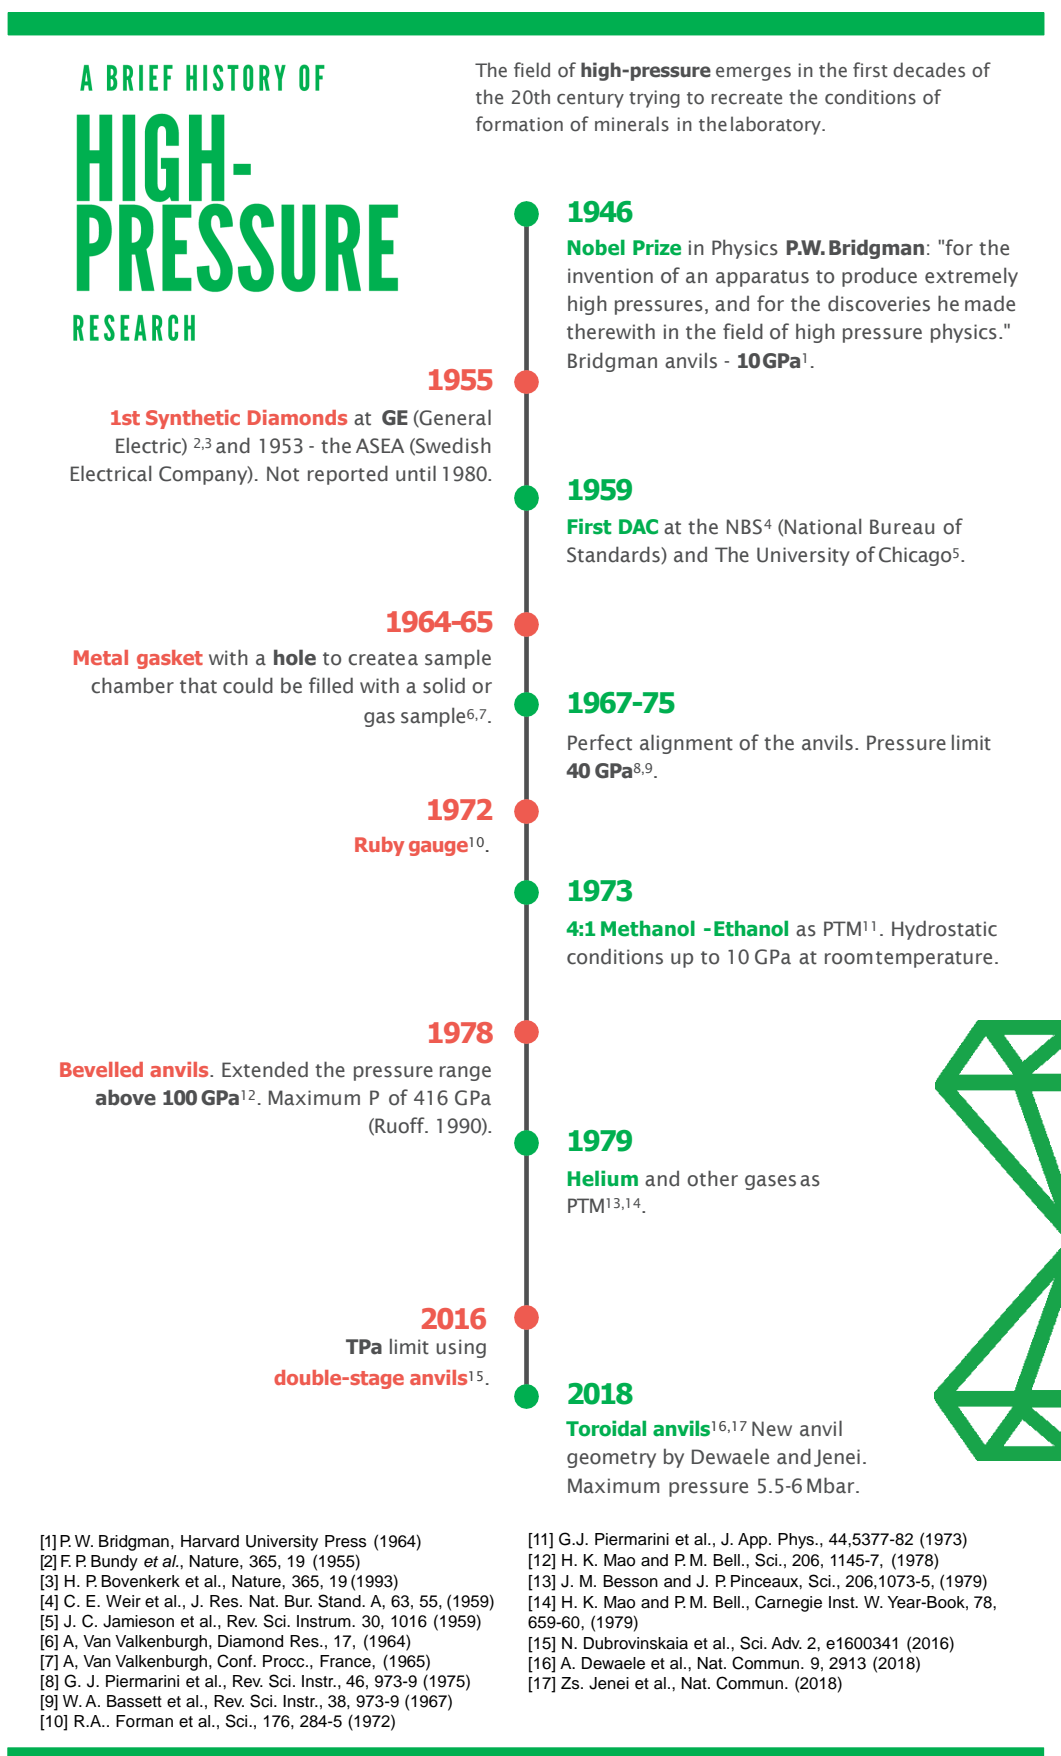 A BRIEF HISTORY OF
HIGH-
PRESSURE
RESEARCH
The field of high-pressure emerges in the first decades of
the 20th century trying to recreate the conditions of
formation of minerals in the laboratory.
1946
Nobel Prize in Physics P.W. Bridgman: "for the
invention of an apparatus to produce extremely
high pressures, and for the discoveries he made
therewith in the field of high pressure physics."
Bridgman anvils - 10 GPa¹.
1955
1st Synthetic Diamonds at GE (General
Electric) ²,³ and 1953 - the ASEA (Swedish
Electrical Company). Not reported until 1980.
1959
First DAC at the NBS⁴ (National Bureau of
Standards) and The University of Chicago⁵.
1964-65
Metal gasket with a hole to create a sample
chamber that could be filled with a solid or
gas sample⁶,⁷.
1967-75
Perfect alignment of the anvils. Pressure limit
40 GPa⁸,⁹.
1972
Ruby gauge¹⁰.
1973
4:1 Methanol - Ethanol as PTM¹¹. Hydrostatic
conditions up to 10 GPa at room temperature.
1978
Bevelled anvils. Extended the pressure range
above 100 GPa¹². Maximum P of 416 GPa
(Ruoff. 1990).
1979
Helium and other gases as
PTM¹³,¹⁴.
2016
TPa limit using
double-stage anvils¹⁵.
2018
Toroidal anvils¹⁶,¹⁷ New anvil
geometry by Dewaele and Jenei.
Maximum pressure 5.5-6 Mbar.
[1] P. W. Bridgman, Harvard University Press (1964)
[2] F. P. Bundy et al., Nature, 365, 19 (1955)
[3] H. P. Bovenkerk et al., Nature, 365, 19 (1993)
[4] C. E. Weir et al., J. Res. Nat. Bur. Stand. A, 63, 55, (1959)
[5] J. C. Jamieson et al., Rev. Sci. Instrum. 30, 1016 (1959)
[6] A, Van Valkenburgh, Diamond Res., 17, (1964)
[7] A, Van Valkenburgh, Conf. Procc., France, (1965)
[8] G. J. Piermarini et al., Rev. Sci. Instr., 46, 973-9 (1975)
[9] W. A. Bassett et al., Rev. Sci. Instr., 38, 973-9 (1967)
[10] R.A.. Forman et al., Sci., 176, 284-5 (1972)
[11] G.J. Piermarini et al., J. App. Phys., 44,5377-82 (1973)
[12] H. K. Mao and P. M. Bell., Sci., 206, 1145-7, (1978)
[13] J. M. Besson and J. P. Pinceaux, Sci., 206,1073-5, (1979)
[14] H. K. Mao and P. M. Bell., Carnegie Inst. W. Year-Book, 78,
659-60, (1979)
[15] N. Dubrovinskaia et al., Sci. Adv. 2, e1600341 (2016)
[16] A. Dewaele et al., Nat. Commun. 9, 2913 (2018)
[17] Zs. Jenei et al., Nat. Commun. (2018)